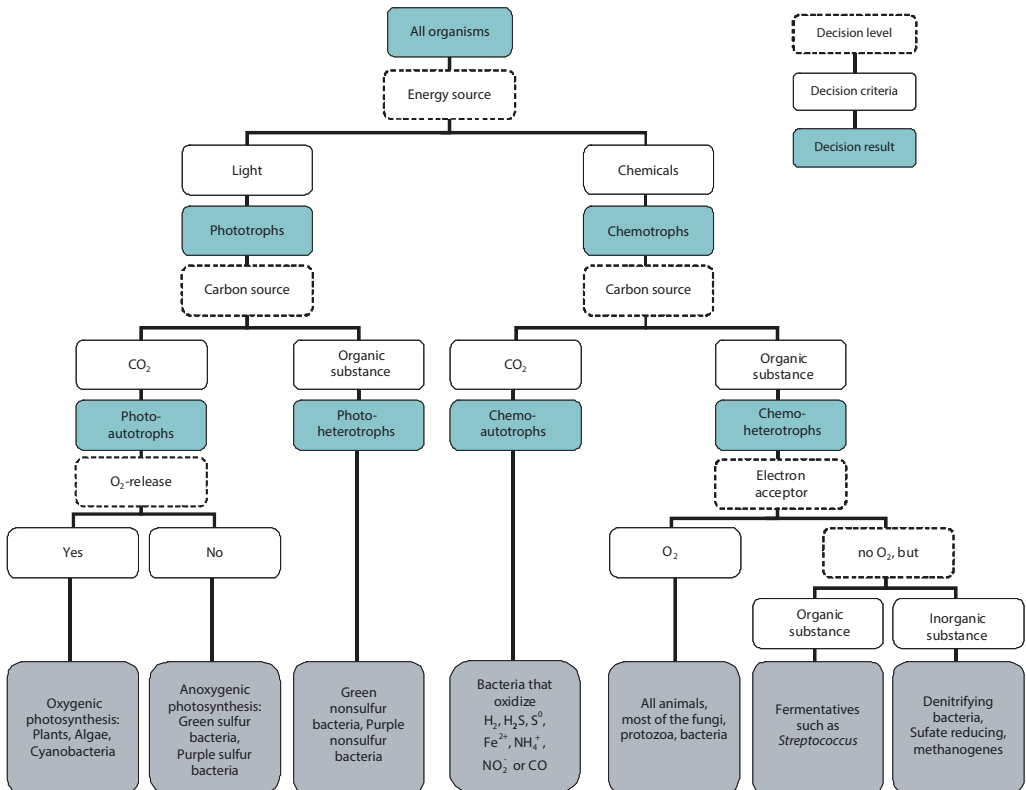 All organisms
Energy source
Decision level
Decision criteria
Decision result
Light
Chemicals
Phototrophs
Chemotrophs
Carbon source
Carbon source
CO₂
Organic
substance
CO₂
Organic
substance
Photo-
autotrophs
Photo-
heterotrophs
Chemo-
autotrophs
Chemo-
heterotrophs
O₂-release
Electron
acceptor
Yes
No
O₂
no O₂, but
Organic
substance
Inorganic
substance
Oxygenic
photosynthesis:
Plants, Algae,
Cyanobacteria
Anoxygenic
photosynthesis:
Green sulfur
bacteria,
Purple sulfur
bacteria
Green
nonsulfur
bacteria, Purple
nonsulfur
bacteria
Bacteria that
oxidize
H₂, H₂S, S⁰,
Fe²⁺, NH₄⁺,
NO₂⁻ or CO
All animals,
most of the fungi,
protozoa, bacteria
Fermentatives
such as
Streptococcus
Denitrifying
bacteria,
Sufate reducing,
methanogenes